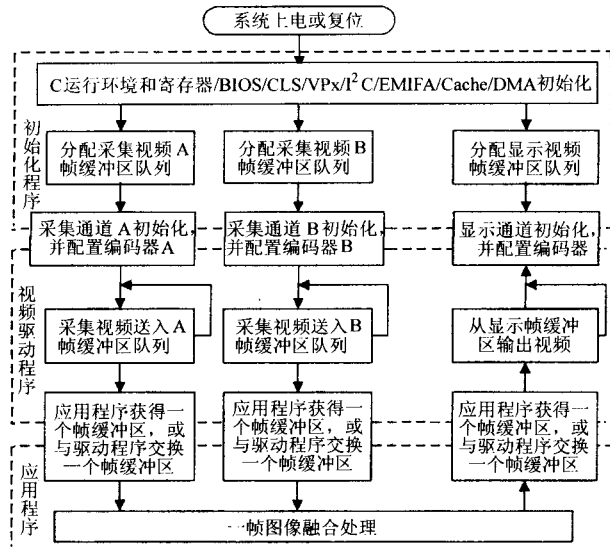 系统上电或复位
C运行环境和寄存器/BIOS/CLS/VPx/I² C/EMIFA/Cache/DMA初始化
初始化程序
分配采集视频A
帧缓冲区队列
分配采集视频B
帧缓冲区队列
分配显示视频
帧缓冲区队列
采集通道A初始化,
并配置编码器A
采集通道B初始化,
并配置编码器B
显示通道初始化,
并配置编码器
视频驱动程序
采集视频送入A
帧缓冲区队列
采集视频送入B
帧缓冲区队列
从显示帧缓冲
区输出视频
应用程序获得一
个帧缓冲区，或
与驱动程序交换
一个帧缓冲区
应用程序获得一
个帧缓冲区，或
与驱动程序交换
一个帧缓冲区
应用程序获得一
个帧缓冲区，或
与驱动程序交换
一个帧缓冲区
应用程序
一帧图像融合处理